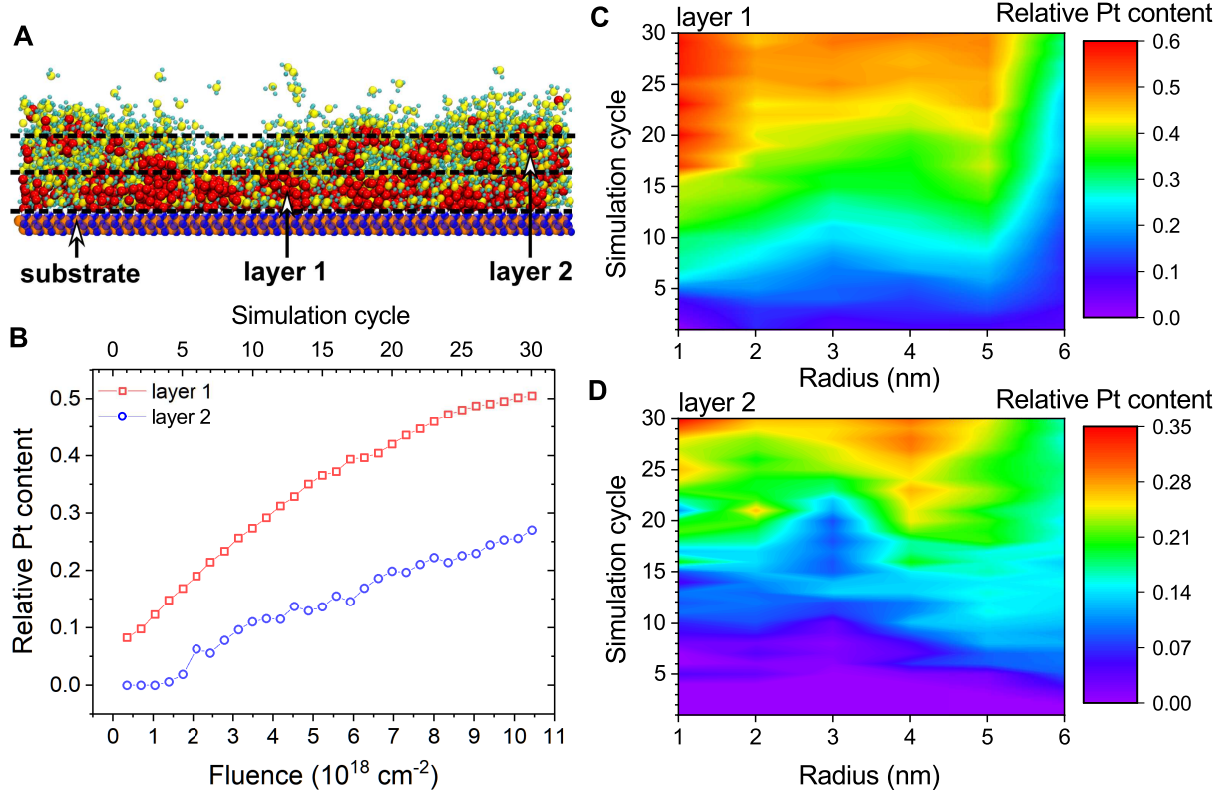 A
substrate
layer 1
layer 2
B
Simulation cycle
0 5 10 15 20 25 30
layer 1
layer 2
Relative Pt content
0.5
0.4
0.3
0.2
0.1
0.0
0 1 2 3 4 5 6 7 8 9 10 11
Fluence (10^18 cm^-2)
C
layer 1
Relative Pt content
Simulation cycle
30
25
20
15
10
5
1 2 3 4 5 6
Radius (nm)
0.6
0.5
0.4
0.3
0.2
0.1
0.0
D
layer 2
Relative Pt content
Simulation cycle
30
25
20
15
10
5
1 2 3 4 5 6
Radius (nm)
0.35
0.28
0.21
0.14
0.07
0.00